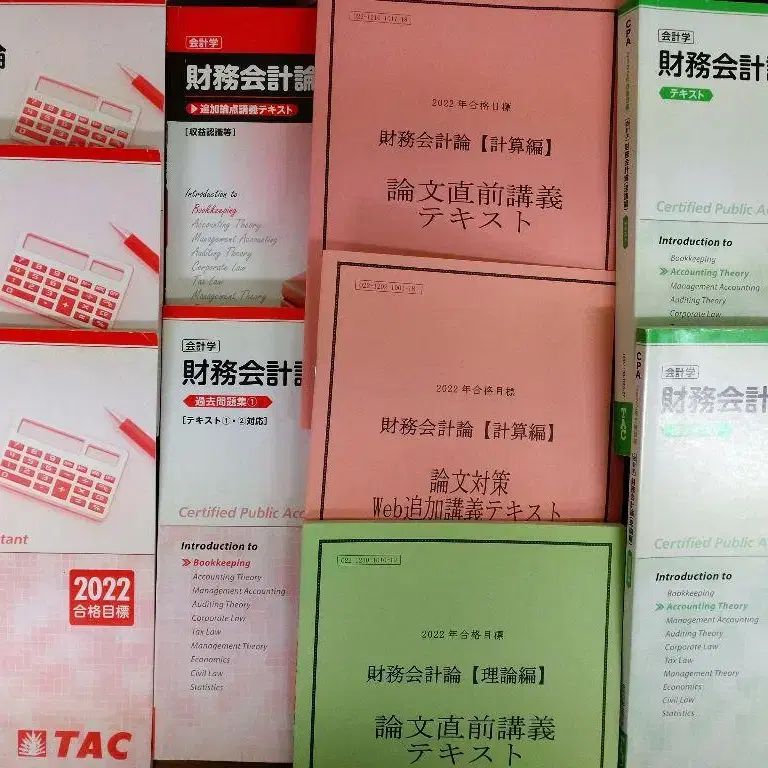 論
tant
2022
合格目標
TAC
会計学
財務会計論
追加論点講義テキスト
[収益認識等]
Introduction to
Bookkeeping
Accounting Theory
Management Accounting
Auditing Theory
Corporate Law
Tax Law
Management Theory
会計学
財務会計論
過去問題集①
[テキスト①・②対応]
Certified Public Acc
Introduction to
Bookkeeping
Accounting Theory
Management Accounting
Auditing Theory
Corporate Law
Tax Law
Management Theory
Economics
Civil Law
Statistics
2022年合格目標
財務会計論【計算編】
論文直前講義
テキスト
2022年合格目標
財務会計論【計算編】
論文対策
Web追加講義テキスト
2022年合格目標
財務会計論【理論編】
論文直前講義
テキスト
CPA
会計学
財務会計
テキスト
Certified Public A
Introduction to
Bookkeeping
Accounting Theory
Management Accounting
Auditing Theory
Corporate Law
TAC
CPA
会計学
財務会計
Certified Public A
Introduction to
Bookkeeping
Accounting Theory
Management Accounting
Auditing Theory
Corporate Law
Tax Law
Management Theory
Economics
Civil Law
Statistics